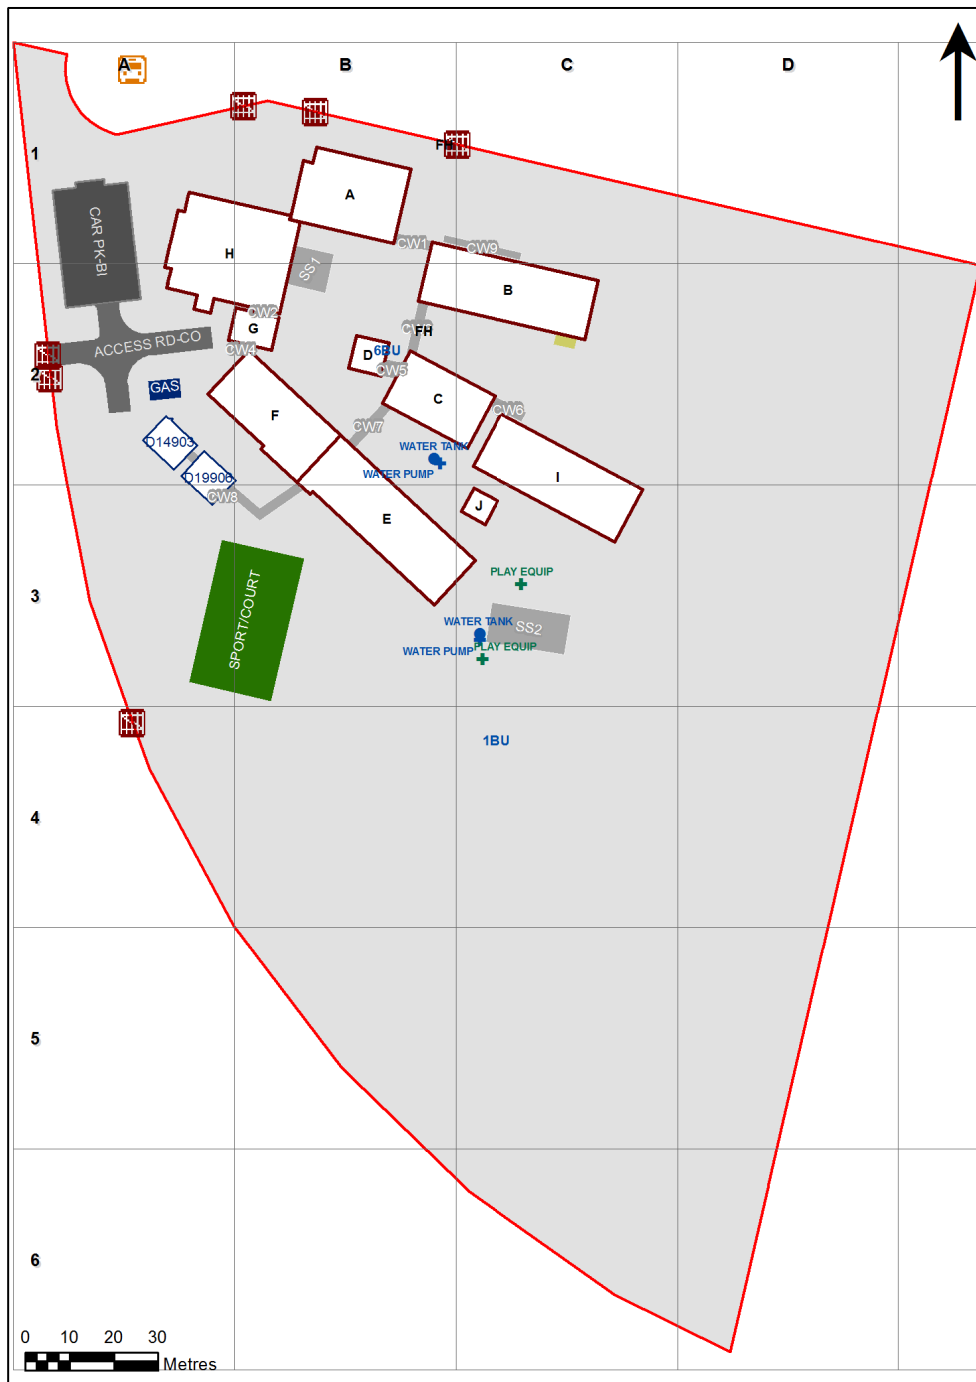 A
B
C
D
1
FH
A
CAR PK-BI
H
CW1
CW9
SS1
B
CW2
G
FH
ACCESS RD-CO
CW4
D
6BU
CW5
2
GAS
C
CW6
F
CW7
D14903
WATER TANK
WATER PUMP
I
D19906
CW8
J
E
PLAY EQUIP
3
SPORT/COURT
WATER TANK
SS2
WATER PUMP
PLAY EQUIP
1BU
4
5
6
0 10 20 30
Metres